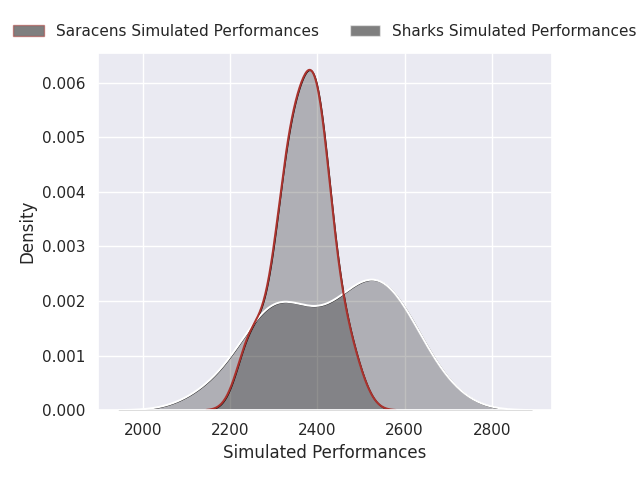 Saracens Simulated Performances
Sharks Simulated Performances
Density
0.006
0.005
0.004
0.003
0.002
0.001
0.000
2000 2200 2400 2600 2800
Simulated Performances